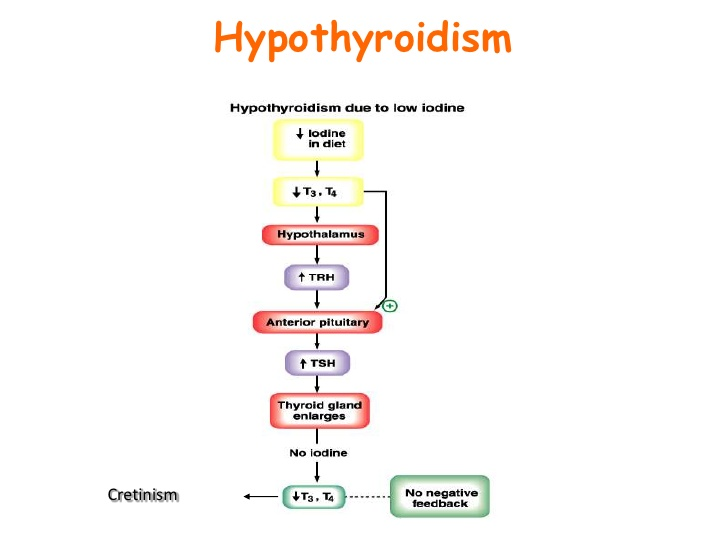 Hypothyroidism
Hypothyroidism due to low iodine
↓ Iodine
in diet
↓T₃, T₄
Hypothalamus
↑ TRH
+
Anterior pituitary
↑ TSH
Thyroid gland
enlarges
No iodine
Cretinism
↓T₃, T₄
No negative
feedback